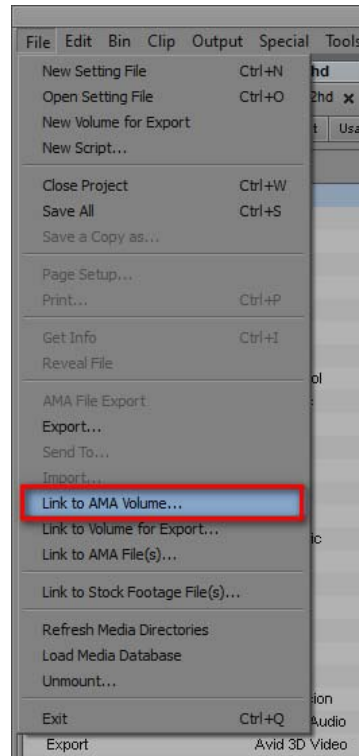 File Edit Bin Clip Output Special Tools
New Setting File Ctrl+N
hd
Open Setting File Ctrl+O
2hd x
New Volume for Export
t Usa
New Script...
Close Project Ctrl+W
Save All Ctrl+S
Save a Copy as...
Page Setup...
Print... Ctrl+P
Get Info Ctrl+I
Reveal File
ol
AMA File Export
Export...
Send To...
Import...
Link to AMA Volume...
Link to Volume for Export...
ic
Link to AMA File(s)...
Link to Stock Footage File(s)...
Refresh Media Directories
Load Media Database
Unmount...
ion
Exit Ctrl+Q
Audio
Export Avid 3D Video